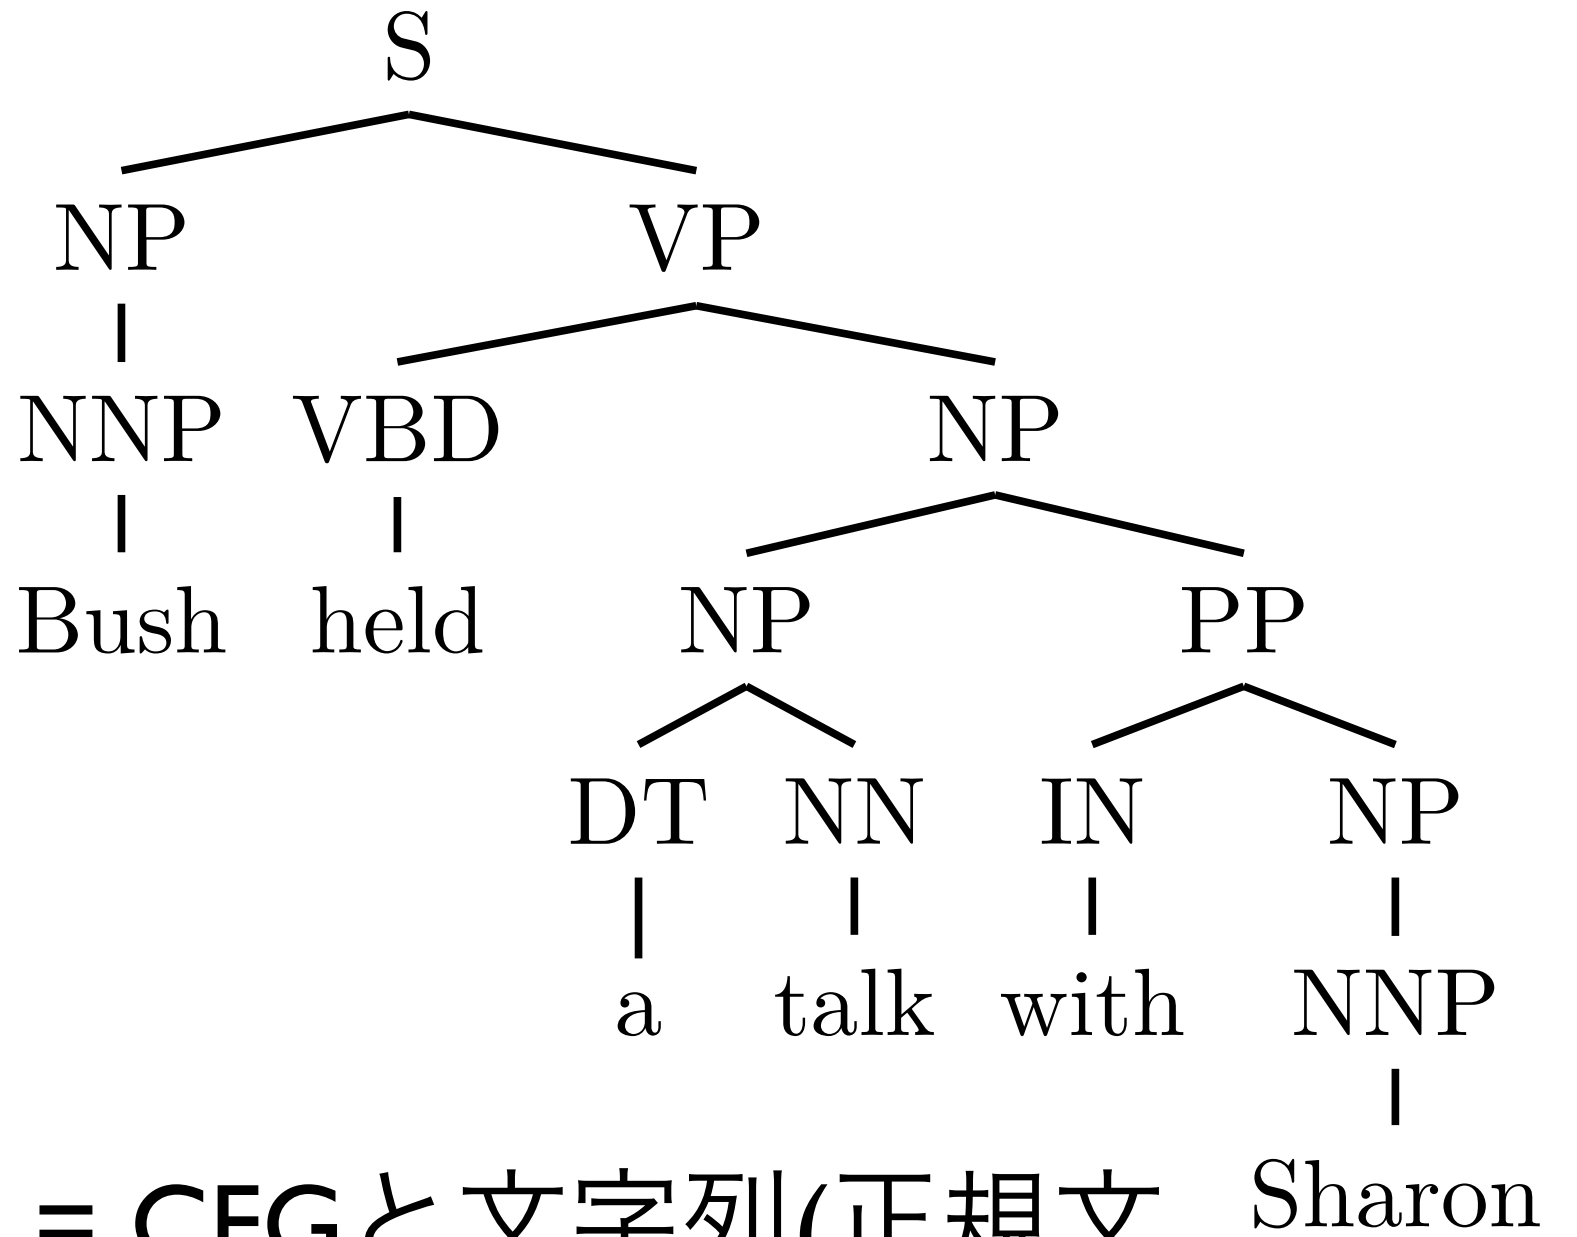 S
NP VP
NNP VBD NP
Bush held NP PP
DT NN IN NP
a talk with NNP
Sharon
= CFGと文字列(正規文